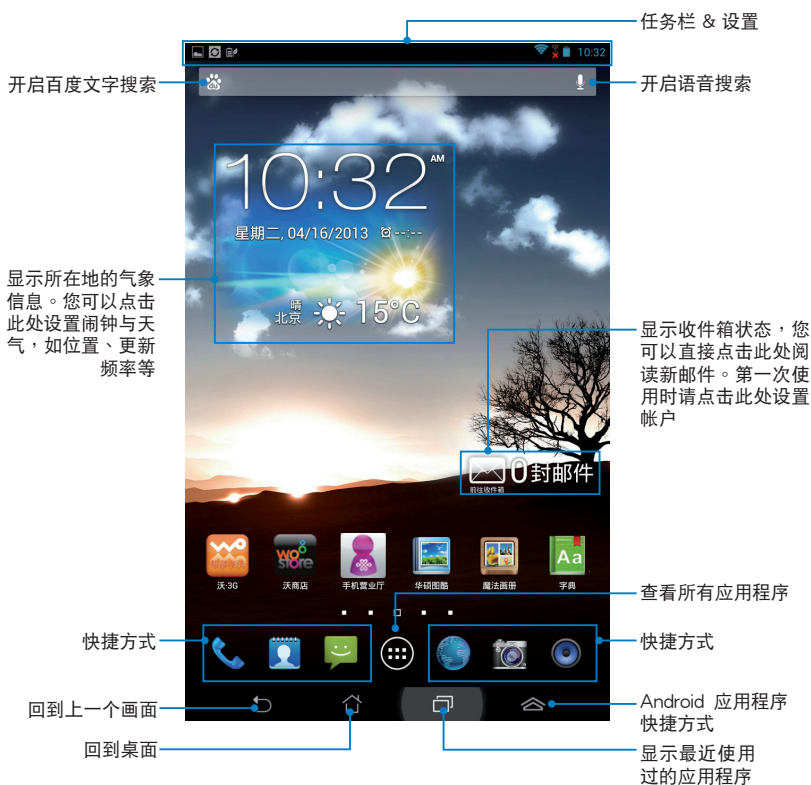 任务栏 & 设置
10:32
开启百度文字搜索
du
开启语音搜索
10:32
AM
星期二, 04/16/2013
--:--
显示所在地的气象
信息。您可以点击
此处设置闹钟与天
气，如位置、更新
频率等
晴
北京
15°C
显示收件箱状态，您
可以直接点击此处阅
读新邮件。第一次使
用时请点击此处设置
帐户
0封邮件
前往收件箱
wo
store
Aa
沃·3G
沃商店
手机营业厅
华硕图酷
魔法画册
字典
查看所有应用程序
快捷方式
快捷方式
回到上一个画面
Android 应用程序
快捷方式
回到桌面
显示最近使用
过的应用程序